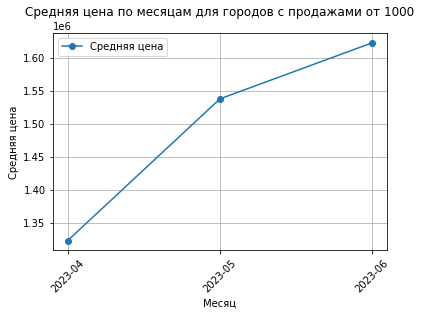 Средняя цена по месяцам для городов с продажами от 1000
1e6
Средняя цена
1.60
1.55
1.50
1.45
1.40
1.35
Средняя цена
2023-04
2023-05
2023-06
Месяц